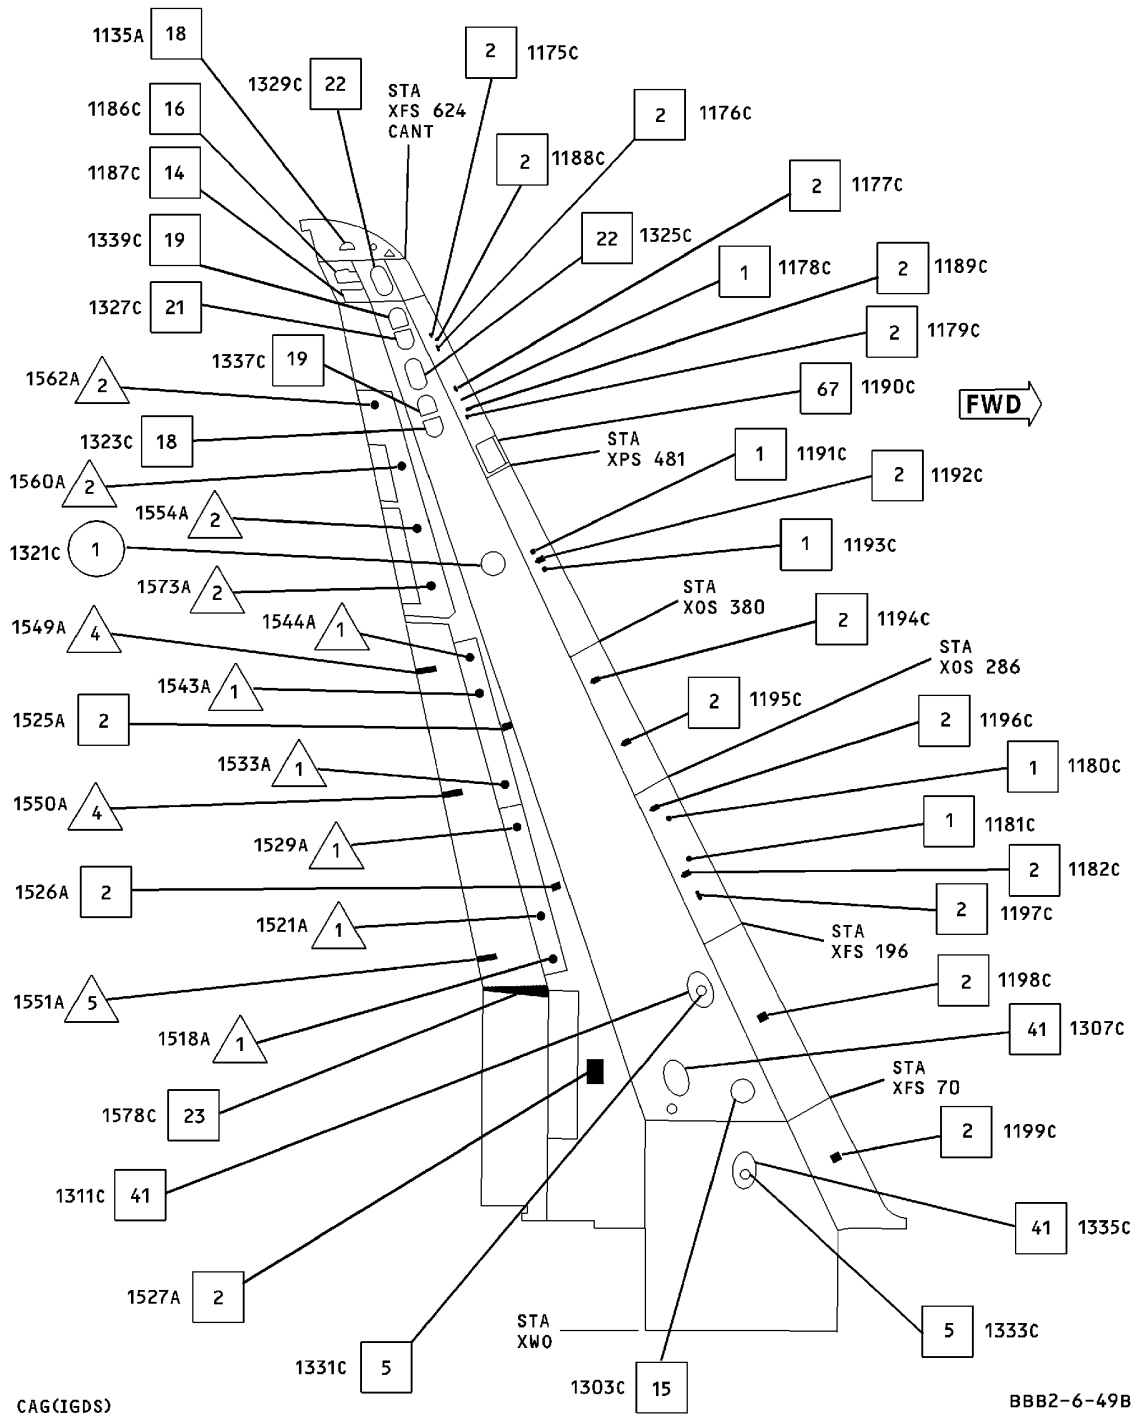 1135A 18
2 1175C
1329C 22
STA
XFS 624
CANT
1186C 16
2 1176C
1187C 14
2 1188C
2 1177C
1339C 19
22 1325C
1 1178C
2 1189C
1327C 21
2 1179C
1337C 19
1562A 2
67 1190C
FWD
1323C 18
STA
XPS 481
1 1191C
1560A 2
2 1192C
1554A 2
1321C 1
1 1193C
1573A 2
STA
XOS 380
1549A 4
1544A 1
2 1194C
STA
XOS 286
1543A 1
2 1195C
1525A 2
2 1196C
1533A 1
1 1180C
1550A 4
1 1181C
1529A 1
2 1182C
1526A 2
2 1197C
1521A 1
STA
XFS 196
1551A 5
2 1198C
1518A 1
41 1307C
STA
XFS 70
1578C 23
2 1199C
1311C 41
41 1335C
1527A 2
STA
XWO
5 1333C
1331C 5
1303C 15
CAG(IGDS)
BBB2-6-49B